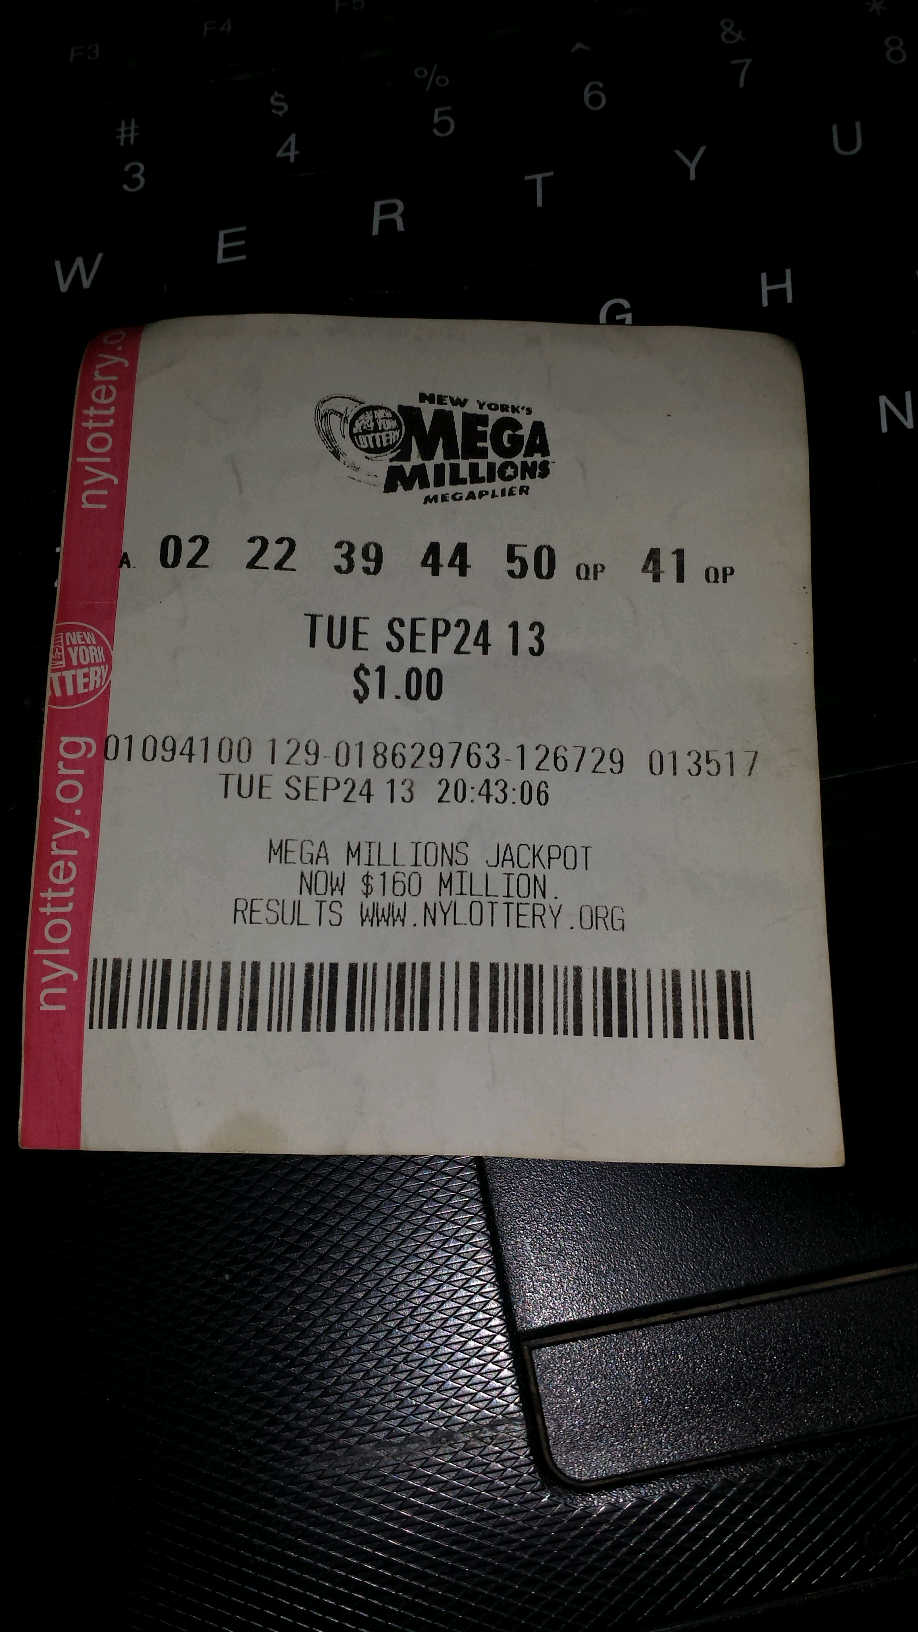 F3 F4 F5
# $ % ^ & *
3 4 5 6 7 8
W E R T Y U
G H
N
nylottery.o
NEW YORK'S
NEW YORK LOTTERY
MEGA
MILLIONS
MEGAPLIER
A. 02 22 39 44 50 QP 41 QP
TUE SEP24 13
$1.00
NEW
YORK
TTERY
01094100 129-018629763-126729 013517
TUE SEP24 13 20:43:06
MEGA MILLIONS JACKPOT
NOW $160 MILLION.
RESULTS WWW.NYLOTTERY.ORG
nylottery.org